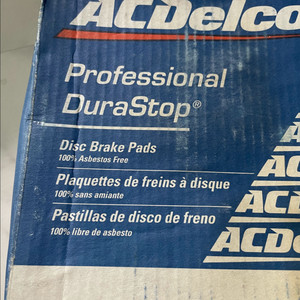 ACDelco
Professional
DuraStop®
Disc Brake Pads
100% Asbestos Free
Plaquettes de freins à disque
100% sans amiante
Pastillas de disco de freno
100% libre de asbesto
ACDe